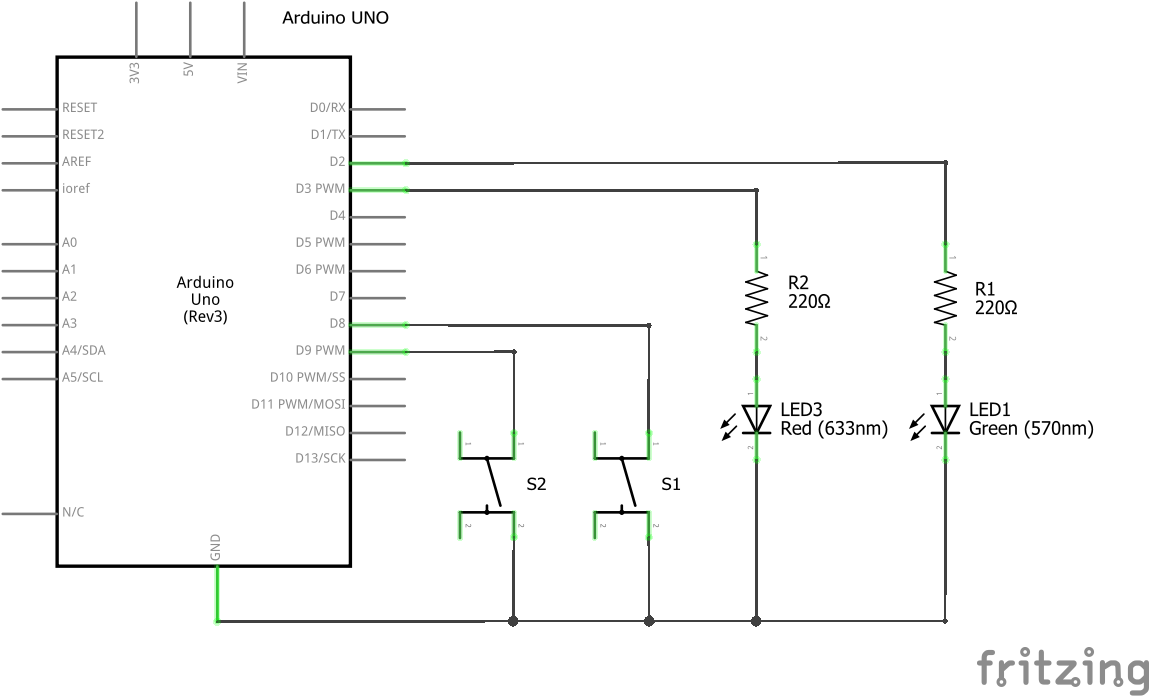 Arduino UNO
3V3
5V
VIN
RESET
RESET2
AREF
ioref
A0
A1
A2
A3
A4/SDA
A5/SCL
N/C
Arduino
Uno
(Rev3)
D0/RX
D1/TX
D2
D3 PWM
D4
D5 PWM
D6 PWM
D7
D8
D9 PWM
D10 PWM/SS
D11 PWM/MOSI
D12/MISO
D13/SCK
GND
1
1
S2
2
2
1
1
S1
2
2
1
R2
220Ω
2
1
LED3
Red (633nm)
2
1
R1
220Ω
2
1
LED1
Green (570nm)
2
fritzing